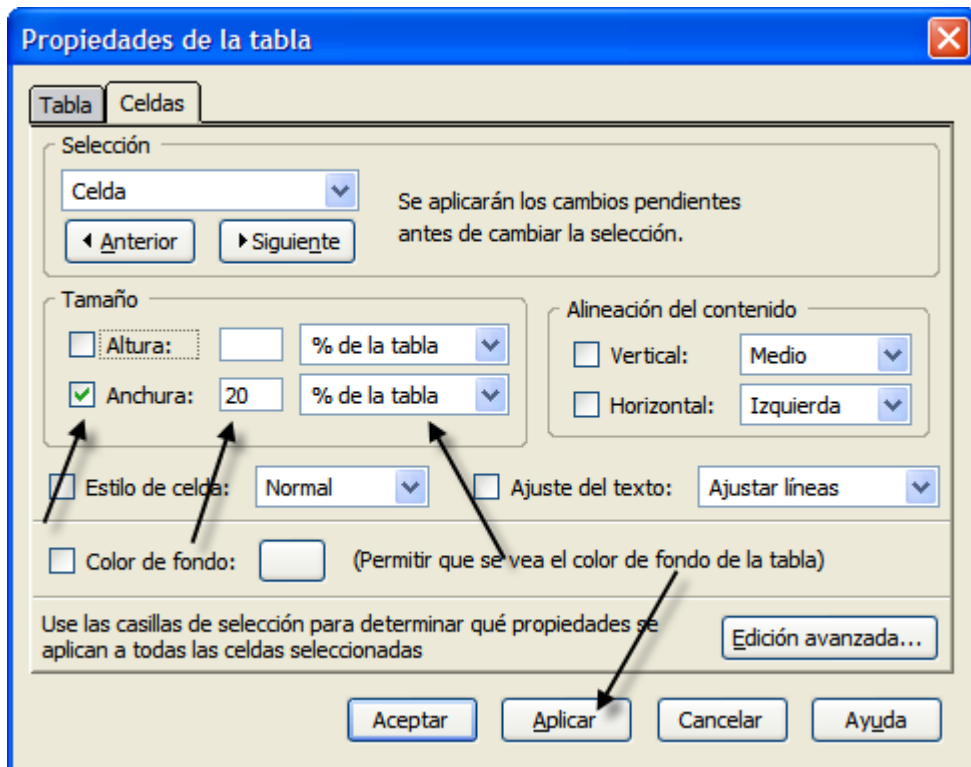 Propiedades de la tabla
Tabla Celdas
Selección
Celda
Anterior Siguiente
Se aplicarán los cambios pendientes
antes de cambiar la selección.
Tamaño
Altura: % de la tabla
Anchura: 20 % de la tabla
Alineación del contenido
Vertical: Medio
Horizontal: Izquierda
Estilo de celda: Normal Ajuste del texto: Ajustar líneas
Color de fondo: (Permitir que se vea el color de fondo de la tabla)
Use las casillas de selección para determinar qué propiedades se
aplican a todas las celdas seleccionadas
Edición avanzada...
Aceptar Aplicar Cancelar Ayuda